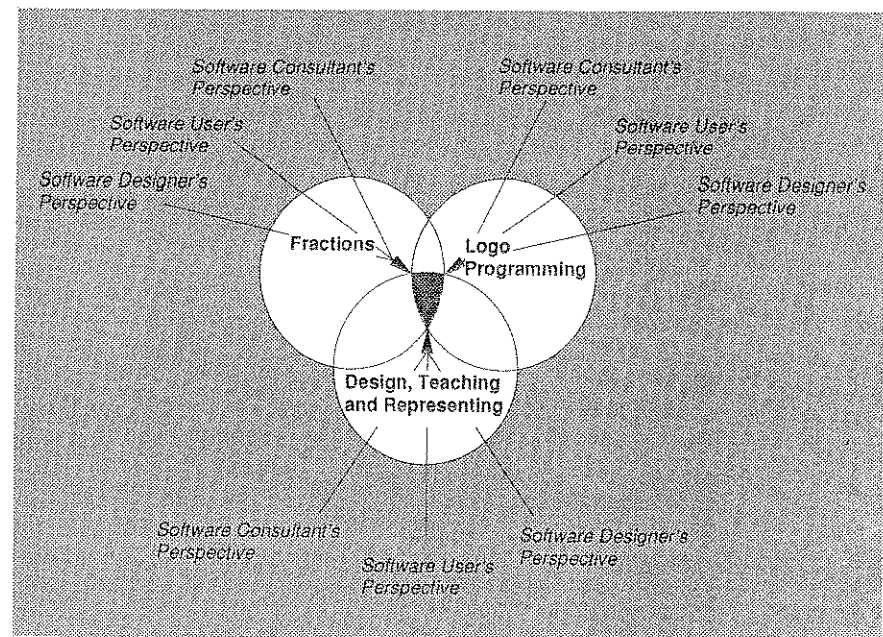 Software Consultant's
Perspective
Software Consultant's
Perspective
Software User's
Perspective
Software User's
Perspective
Software Designer's
Perspective
Software Designer's
Perspective
Fractions
Logo
Programming
Design, Teaching
and Representing
Software Consultant's
Perspective
Software User's
Perspective
Software Designer's
Perspective